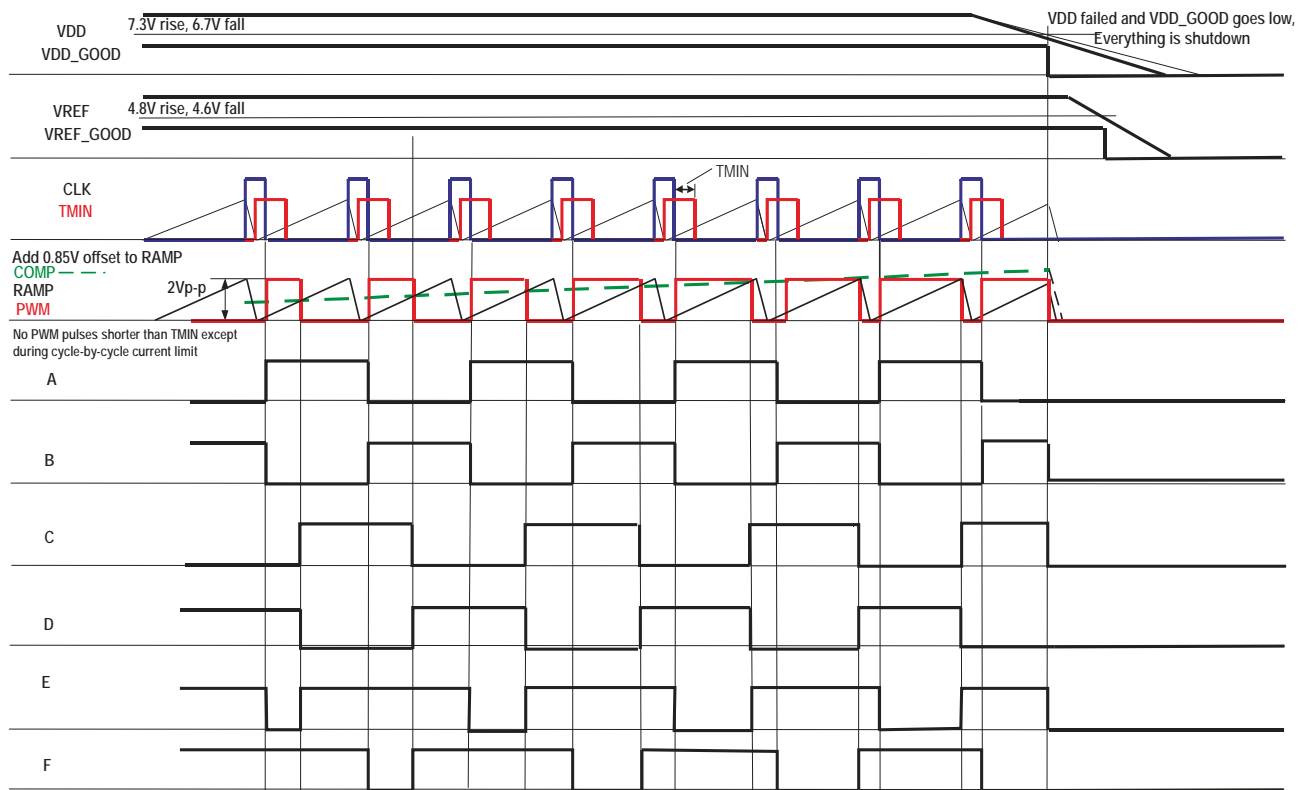 VDD
7.3V rise, 6.7V fall
VDD failed and VDD_GOOD goes low,
Everything is shutdown
VDD_GOOD
VREF
4.8V rise, 4.6V fall
VREF_GOOD
TMIN
CLK
TMIN
Add 0.85V offset to RAMP
COMP
RAMP
2Vp-p
PWM
No PWM pulses shorter than TMIN except
during cycle-by-cycle current limit
A
B
C
D
E
F